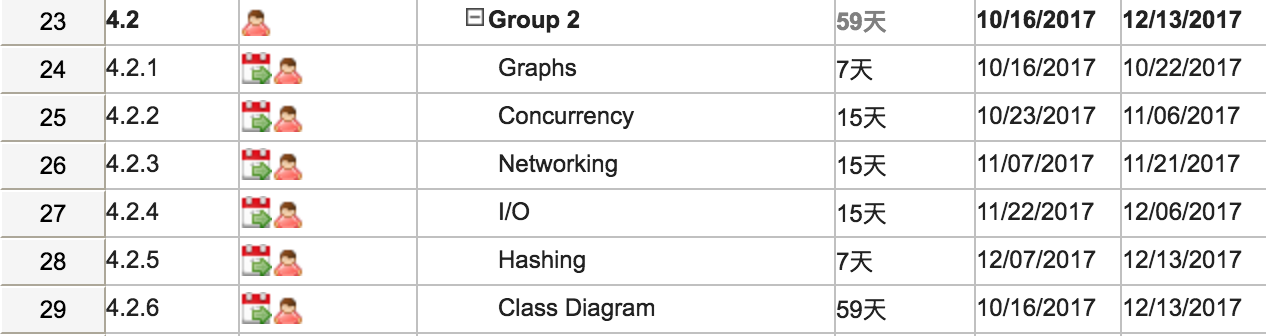 23 4.2 Group 2 59天 10/16/2017 12/13/2017
24 4.2.1 Graphs 7天 10/16/2017 10/22/2017
25 4.2.2 Concurrency 15天 10/23/2017 11/06/2017
26 4.2.3 Networking 15天 11/07/2017 11/21/2017
27 4.2.4 I/O 15天 11/22/2017 12/06/2017
28 4.2.5 Hashing 7天 12/07/2017 12/13/2017
29 4.2.6 Class Diagram 59天 10/16/2017 12/13/2017